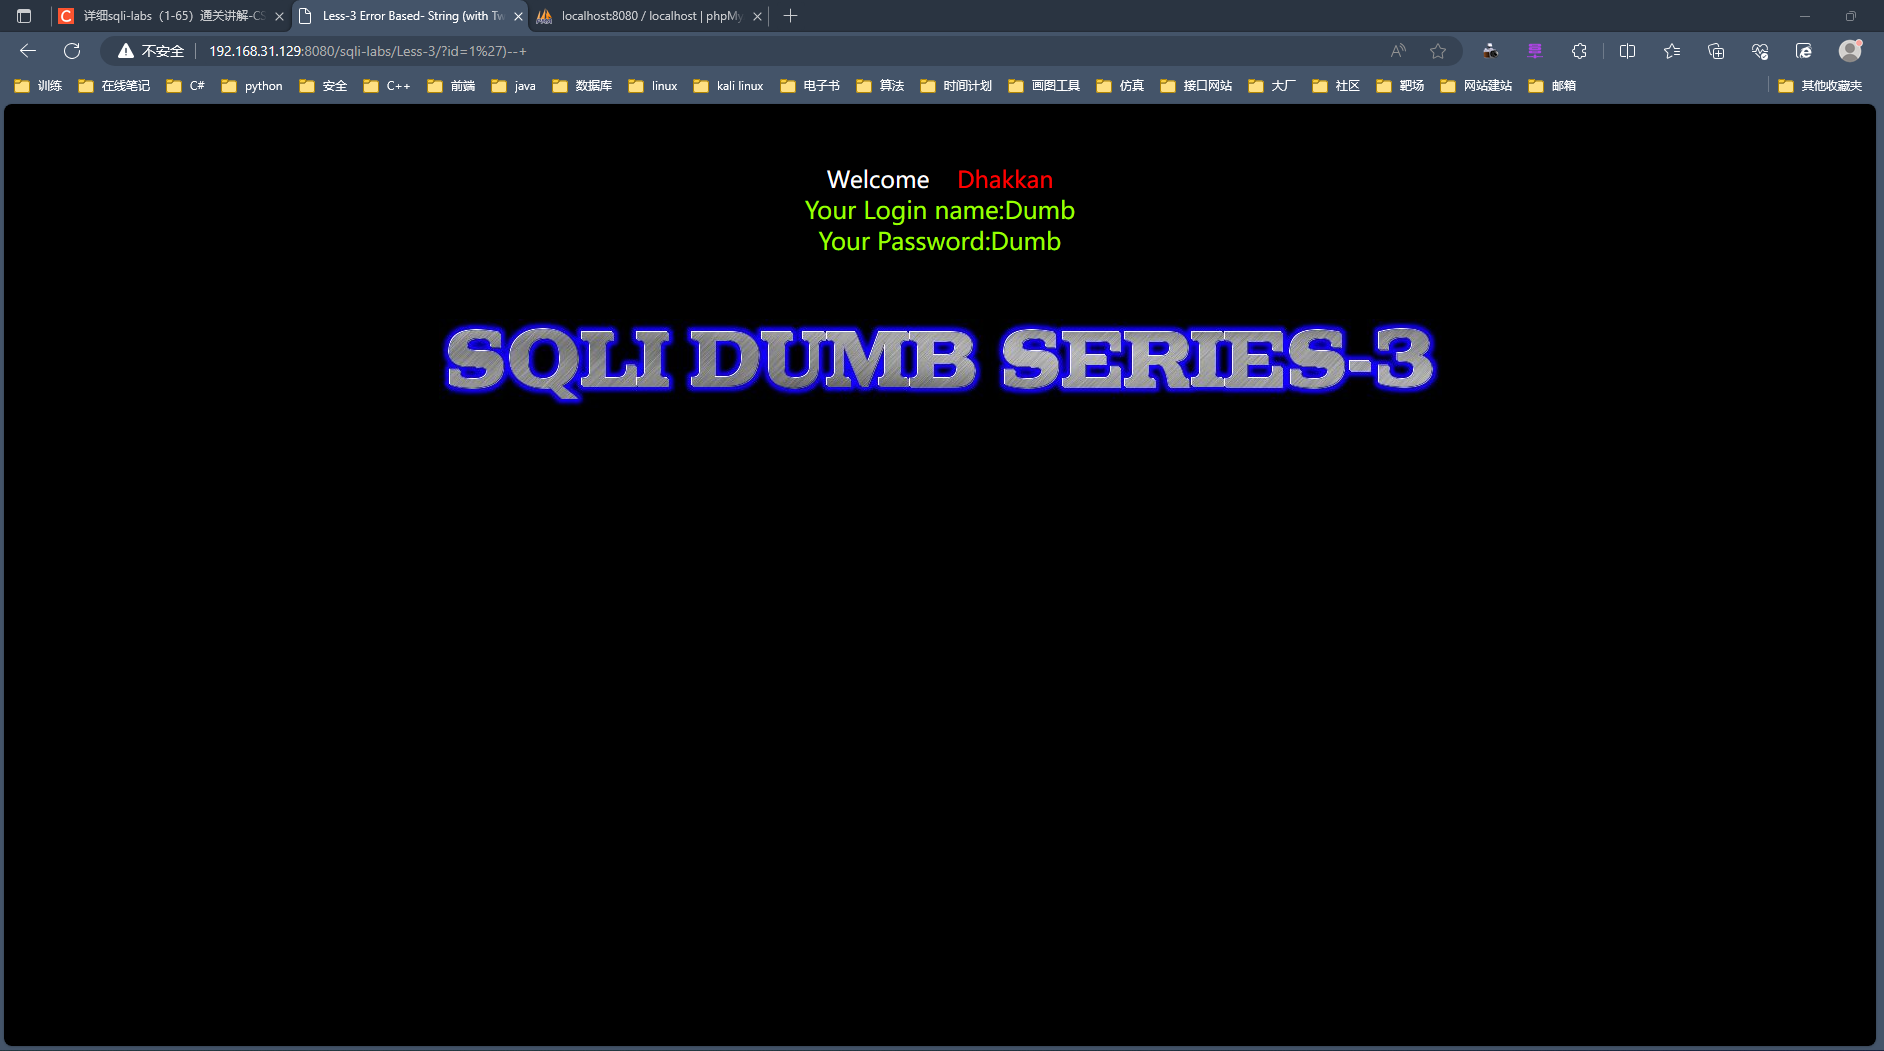 详细sqli-labs（1-65）通关讲解-CS
Less-3 Error Based- String (with Tw
localhost:8080 / localhost | phpMy
不安全 192.168.31.129:8080/sqli-labs/Less-3/?id=1%27)--+
训练 在线笔记 C# python 安全 C++ 前端 java 数据库 linux kali linux 电子书 算法 时间计划 画图工具 仿真 接口网站 大厂 社区 靶场 网站建站 邮箱 其他收藏夹
Welcome Dhakkan
Your Login name:Dumb
Your Password:Dumb
SQLI DUMB SERIES-3